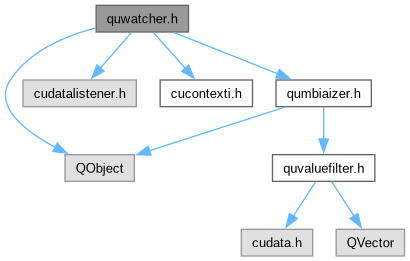 quwatcher.h
cudatalistener.h
cucontexti.h
qumbiaizer.h
QObject
quvaluefilter.h
cudata.h
QVector